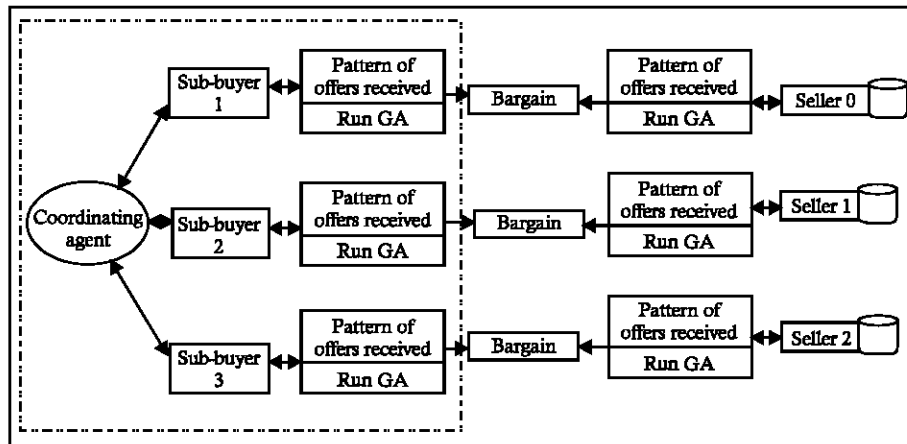 Sub-buyer
1
Pattern of
offers received
Run GA
Bargain
Pattern of
offers received
Run GA
Seller 0
Coordinating
agent
Sub-buyer
2
Pattern of
offers received
Run GA
Bargain
Pattern of
offers received
Run GA
Seller 1
Sub-buyer
3
Pattern of
offers received
Run GA
Bargain
Pattern of
offers received
Run GA
Seller 2